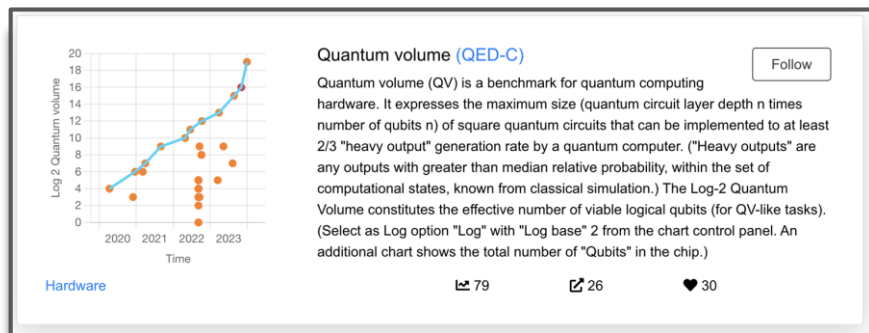 Quantum volume (QED-C)
Follow
Quantum volume (QV) is a benchmark for quantum computing
hardware. It expresses the maximum size (quantum circuit layer depth n times
number of qubits n) of square quantum circuits that can be implemented to at least
2/3 "heavy output" generation rate by a quantum computer. ("Heavy outputs" are
any outputs with greater than median relative probability, within the set of
computational states, known from classical simulation.) The Log-2 Quantum
Volume constitutes the effective number of viable logical qubits (for QV-like tasks).
(Select as Log option "Log" with "Log base" 2 from the chart control panel. An
additional chart shows the total number of "Qubits" in the chip.)
Log 2 Quantum volume
20
18
16
14
12
10
8
6
4
2
0
2020 2021 2022 2023
Time
Hardware
79 26 30